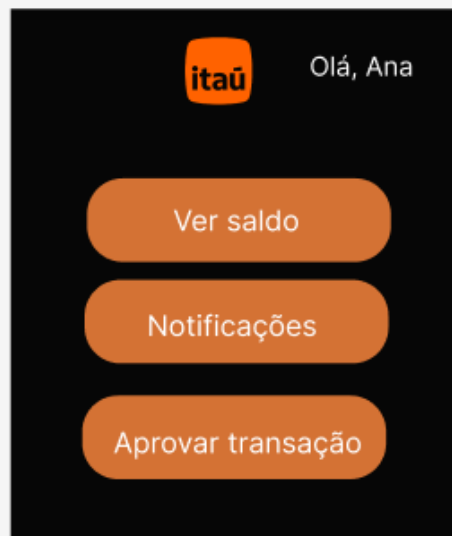 itaú
Olá, Ana
Ver saldo
Notificações
Aprovar transação